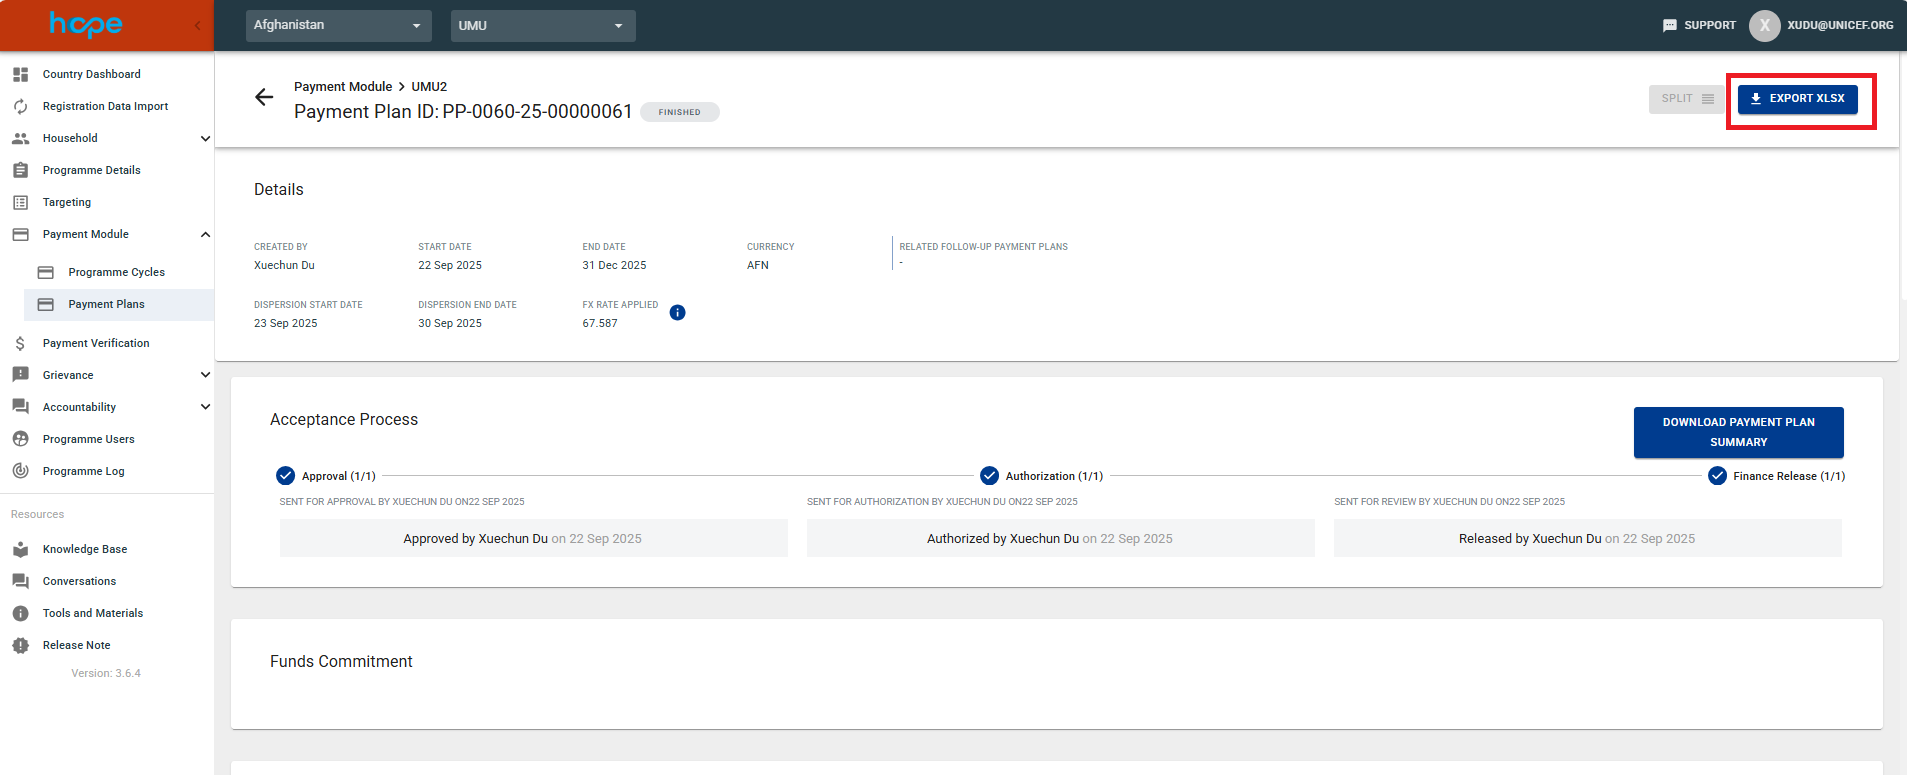 hope
Afghanistan
UMU
SUPPORT
X
XUDU@UNICEF.ORG
Country Dashboard
Registration Data Import
Household
Programme Details
Targeting
Payment Module
Programme Cycles
Payment Plans
Payment Verification
Grievance
Accountability
Programme Users
Programme Log
Resources
Knowledge Base
Conversations
Tools and Materials
Release Note
Version: 3.6.4
Payment Module > UMU2
Payment Plan ID: PP-0060-25-00000061 FINISHED
SPLIT
EXPORT XLSX
Details
CREATED BY
Xuechun Du
START DATE
22 Sep 2025
END DATE
31 Dec 2025
CURRENCY
AFN
RELATED FOLLOW-UP PAYMENT PLANS
-
DISPERSION START DATE
23 Sep 2025
DISPERSION END DATE
30 Sep 2025
FX RATE APPLIED
67.587
Acceptance Process
DOWNLOAD PAYMENT PLAN
SUMMARY
Approval (1/1)
Authorization (1/1)
Finance Release (1/1)
SENT FOR APPROVAL BY XUECHUN DU ON22 SEP 2025
SENT FOR AUTHORIZATION BY XUECHUN DU ON22 SEP 2025
SENT FOR REVIEW BY XUECHUN DU ON22 SEP 2025
Approved by Xuechun Du on 22 Sep 2025
Authorized by Xuechun Du on 22 Sep 2025
Released by Xuechun Du on 22 Sep 2025
Funds Commitment